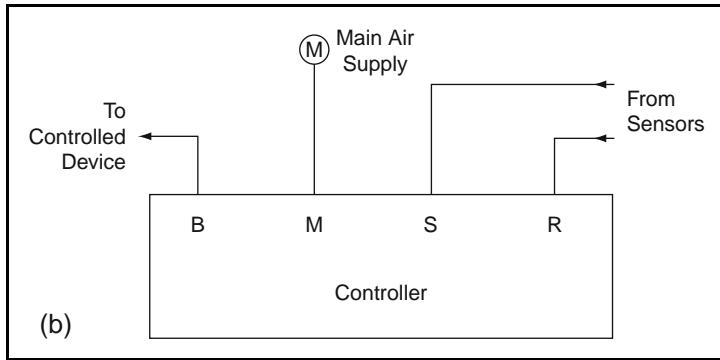 M
Main Air
Supply
To
Controlled
Device
From
Sensors
B M S R
Controller
(b)